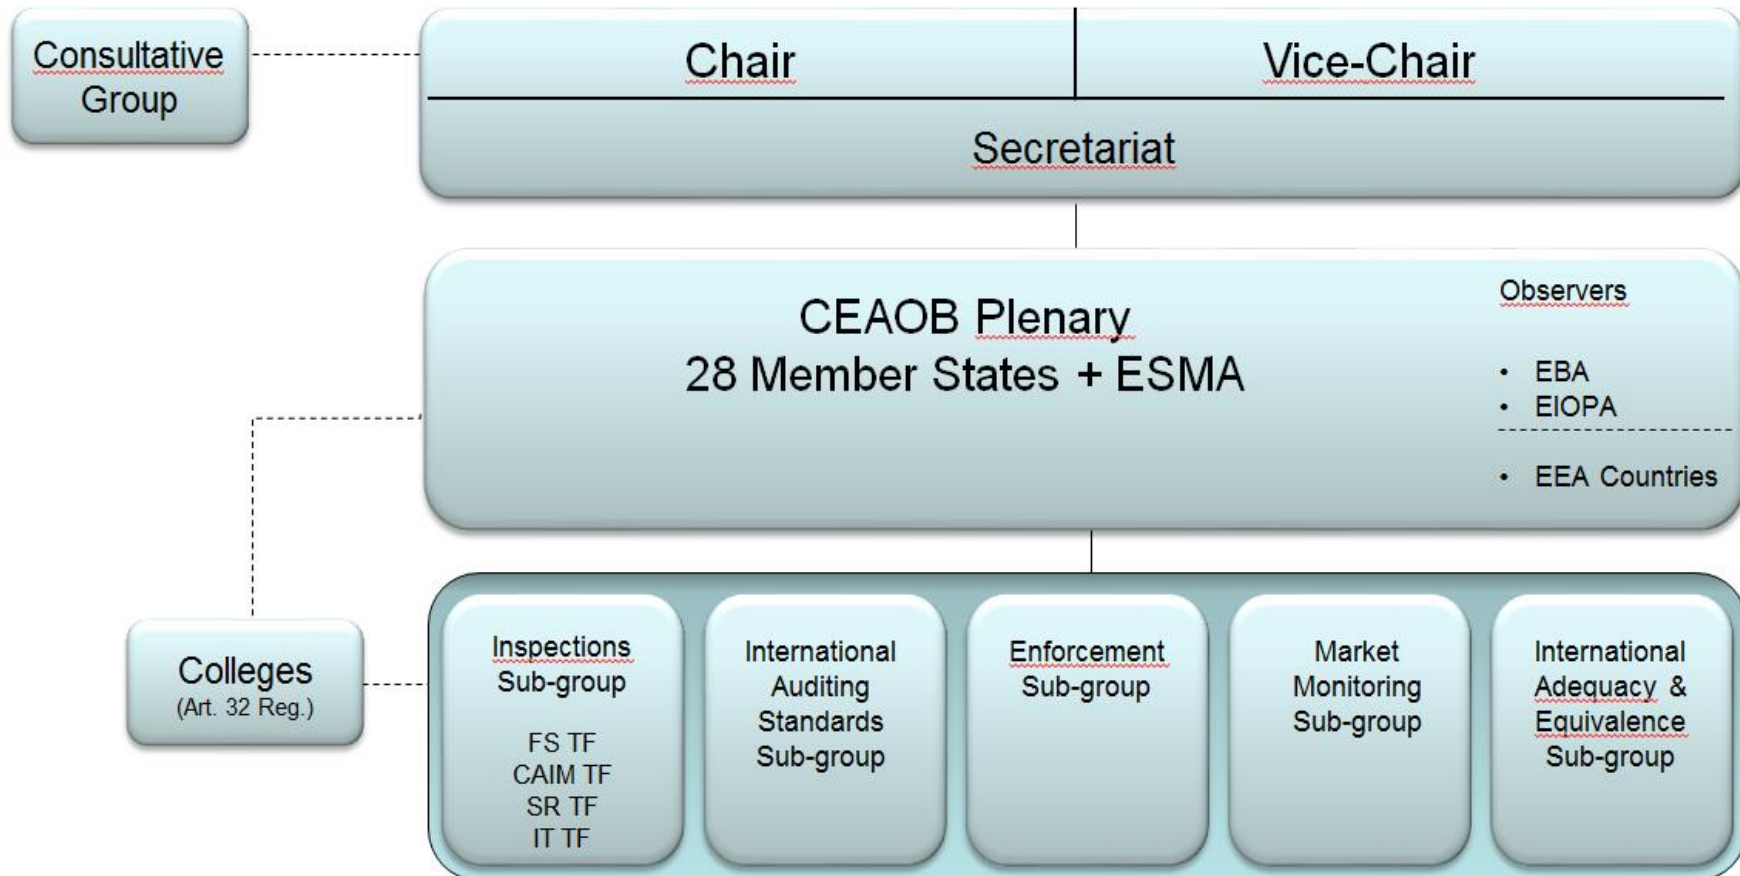 Consultative
Group
Chair
Vice-Chair
Secretariat
CEAOB Plenary
28 Member States + ESMA
Observers
• EBA
• EIOPA
• EEA Countries
Colleges
(Art. 32 Reg.)
Inspections
Sub-group
FS TF
CAIM TF
SR TF
IT TF
International
Auditing
Standards
Sub-group
Enforcement
Sub-group
Market
Monitoring
Sub-group
International
Adequacy &
Equivalence
Sub-group